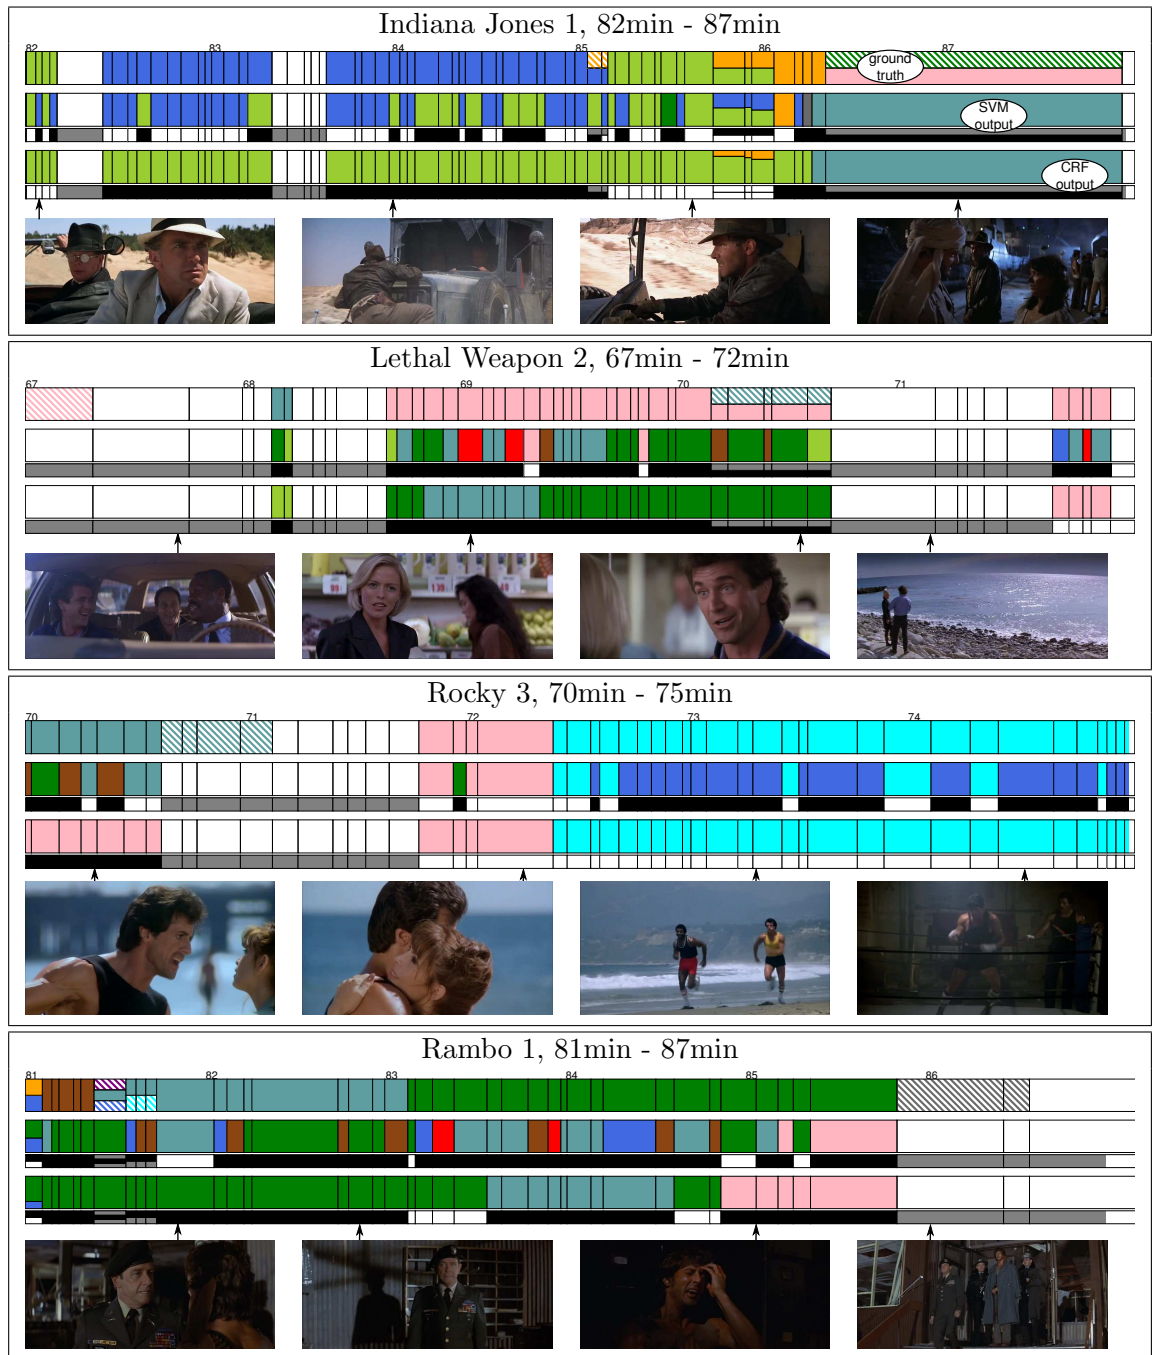 Indiana Jones 1, 82min - 87min
82 83 84 85 86 87
ground
truth
SVM
output
CRF
output
Lethal Weapon 2, 67min - 72min
67 68 69 70 71
Rocky 3, 70min - 75min
70 71 72 73 74
Rambo 1, 81min - 87min
81 82 83 84 85 86